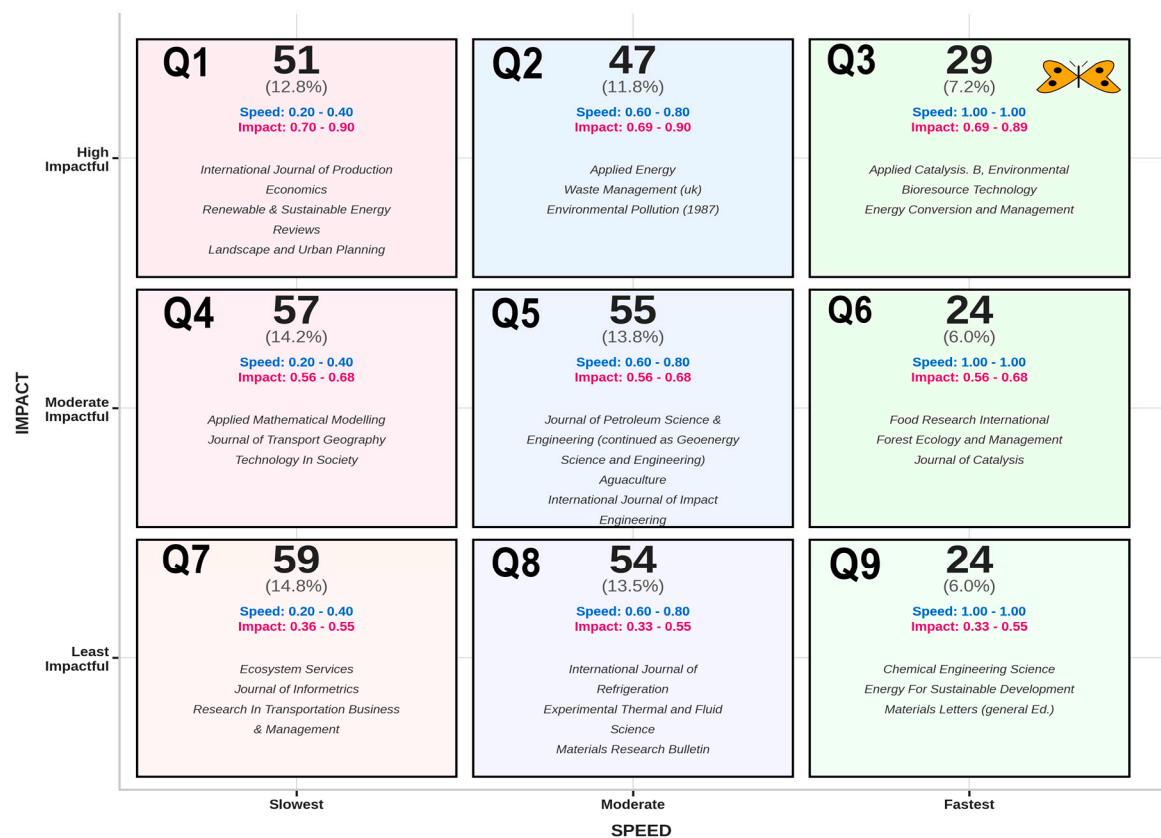 Q1
51
(12.8%)
Speed: 0.20 - 0.40
Impact: 0.70 - 0.90
International Journal of Production
Economics
Renewable & Sustainable Energy
Reviews
Landscape and Urban Planning
Q2
47
(11.8%)
Speed: 0.60 - 0.80
Impact: 0.69 - 0.90
Applied Energy
Waste Management (uk)
Environmental Pollution (1987)
Q3
29
(7.2%)
Speed: 1.00 - 1.00
Impact: 0.69 - 0.89
Applied Catalysis. B, Environmental
Bioresource Technology
Energy Conversion and Management
High
Impactful
Q4
57
(14.2%)
Speed: 0.20 - 0.40
Impact: 0.56 - 0.68
Applied Mathematical Modelling
Journal of Transport Geography
Technology In Society
Q5
55
(13.8%)
Speed: 0.60 - 0.80
Impact: 0.56 - 0.68
Journal of Petroleum Science &
Engineering (continued as Geoenergy
Science and Engineering)
Aguaculture
International Journal of Impact
Engineering
Q6
24
(6.0%)
Speed: 1.00 - 1.00
Impact: 0.56 - 0.68
Food Research International
Forest Ecology and Management
Journal of Catalysis
IMPACT
Moderate
Impactful
Q7
59
(14.8%)
Speed: 0.20 - 0.40
Impact: 0.36 - 0.55
Ecosystem Services
Journal of Informetrics
Research In Transportation Business
& Management
Q8
54
(13.5%)
Speed: 0.60 - 0.80
Impact: 0.33 - 0.55
International Journal of
Refrigeration
Experimental Thermal and Fluid
Science
Materials Research Bulletin
Q9
24
(6.0%)
Speed: 1.00 - 1.00
Impact: 0.33 - 0.55
Chemical Engineering Science
Energy For Sustainable Development
Materials Letters (general Ed.)
Least
Impactful
Slowest
Moderate
Fastest
SPEED